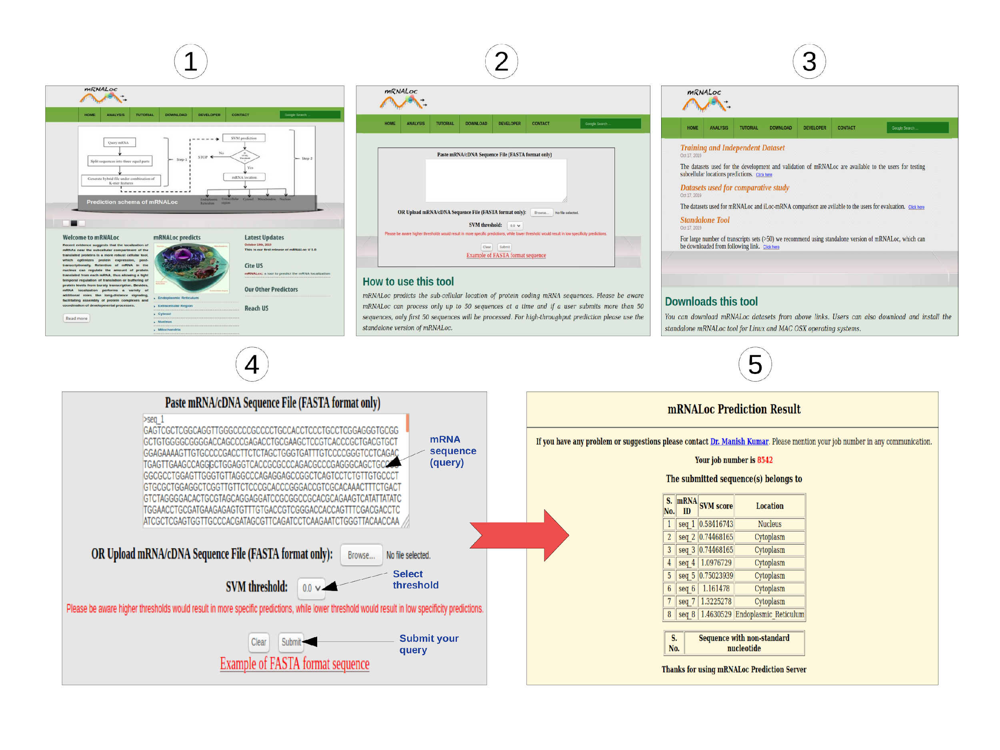 1
mRNALoc
HOME ANALYSIS TUTORIAL DOWNLOAD DEVELOPER CONTACT Google Search ...
Query mRNA
Split sequences into three equal parts
Generate hybrid file under combination of
K-mer features
Step-1
SVM prediction
STOP
No
Threshold
?
Yes
mRNA location
Step-2
Endoplasmic Reticulum
Extracellular region
Cytosol
Mitochondria
Nucleus
Prediction schema of mRNALoc
Welcome to mRNALoc
Recent evidence suggests that the localization of
mRNAs near the subcellular compartment of the
translated proteins is a more robust cellular tool,
which optimizes protein expression, post-
transcriptionally. Retention of mRNA in the
nucleus can regulate the amount of protein
translated from each mRNA, thus allowing a tight
temporal regulation of translation or buffering of
protein levels from bursty transcription. Besides,
mRNA localization performs a variety of
additional roles like long-distance signaling,
facilitating assembly of protein complexes and
coordination of developmental processes.
Read more
mRNALoc predicts
Endoplasmic Reticulum
Extracellular Region
Cytosol
Nucleus
Mitochondria
Latest Updates
October 19th, 2019
This is our first release of mRNALoc V 1.0
Cite US
mRNALoc: a tool to predict the mRNA localization
Our Other Predictors
Reach US
2
mRNALoc
HOME ANALYSIS TUTORIAL DOWNLOAD DEVELOPER CONTACT Google Search ...
Paste mRNA/cDNA Sequence File (FASTA format only)
OR Upload mRNA/cDNA Sequence File (FASTA format only): Browse... No file selected.
SVM threshold: 0.0
Please be aware higher thresholds would result in more specific predictions, while lower threshold would result in low specificity predictions.
Clear Submit
Example of FASTA format sequence
How to use this tool
mRNALoc predicts the sub-cellular location of protein coding mRNA sequences. Please be aware
mRNALoc can process only up to 50 sequences at a time and if a user submits more than 50
sequences, only first 50 sequences will be processed. For high-throughput prediction please use the
standalone version of mRNALoc.
3
mRNALoc
HOME ANALYSIS TUTORIAL DOWNLOAD DEVELOPER CONTACT Google Search ...
Training and Independent Dataset
Oct 17, 2019
The datasets used for the development and validation of mRNALoc are available to the users for testing
subcellular locations predictions. Click here
Datasets used for comparative study
Oct 17, 2019
The datasets used for mRNALoc and iLoc-mRNA comparison are avilable to the users for evaluation. Click here
Standalone Tool
Oct 17, 2019
For large number of transcripts sets (>50) we recommend using standalone version of mRNALoc, which can
be downloaded from following link. Click here
Downloads this tool
You can download mRNALoc datasets from above links. Users can also download and install the
standalone mRNALoc tool for Linux and MAC OSX operating systems.
4
Paste mRNA/cDNA Sequence File (FASTA format only)
>seq_1
GAGTCGCTCGGCAGGTTGGGCCCCGCCCCTGCCACCTCCCTGCCTCGGAGGGTGCGG
GCTGTGGGGCGGGGACCAGCCCGAGACCTGCGAAGCTCCGTCACCCGCTGACGTGCT
GGAGAAAAGTTGTGCCCCGACCTTCTCTAGCTGGGTGATTTGTCCCCGGGTCCTCAGAC
TGAGTTGAAGCCAGGGCTGGAGGTCACCGCGCCCAGACGCCCGAGGGCAGCTGC
GGCGCCTGGAGTTGGGTGTTAGGCCCAGAGGAGCCGGCTCAGTCCTCTGTTGTGCCCT
GTGCGCTGGAGGCTCGGTTGTTCTCCCGCACCCGGGACCGTCGCACAAACTTTCTGACT
GTCTAGGGGACACTGCGTAGCAGGAGGATCCGCGGCCGCACGCAGAAGTCATATTATATC
TGGAACCTGCGATGAAGAGAGTGTTTGTGACCGTCGGGACCACCAGTTTCGACGACCTC
ATCGCTCGAGTGGTTGCCCACGATAGCGTTCAGATCCTCAAGAATCTGGGTTACAACCAA
mRNA
sequence
(query)
OR Upload mRNA/cDNA Sequence File (FASTA format only): Browse... No file selected.
Select
threshold
SVM threshold: 0.0
Please be aware higher thresholds would result in more specific predictions, while lower threshold would result in low specificity predictions.
Clear Submit
Submit your
query
Example of FASTA format sequence
5
mRNALoc Prediction Result
If you have any problem or suggestions please contact Dr. Manish Kumar. Please mention your job number in any communication.
Your job number is 8542
The submitted sequence(s) belongs to
S. No. mRNA ID SVM score Location
1 seq_1 0.58416743 Nucleus
2 seq_2 0.74468165 Cytoplasm
3 seq_3 0.74468165 Cytoplasm
4 seq_4 1.0976729 Cytoplasm
5 seq_5 0.75023939 Cytoplasm
6 seq_6 1.161478 Cytoplasm
7 seq_7 1.3225278 Cytoplasm
8 seq_8 1.4630529 Endoplasmic_Reticulum
S. No. Sequence with non-standard nucleotide
Thanks for using mRNALoc Prediction Server